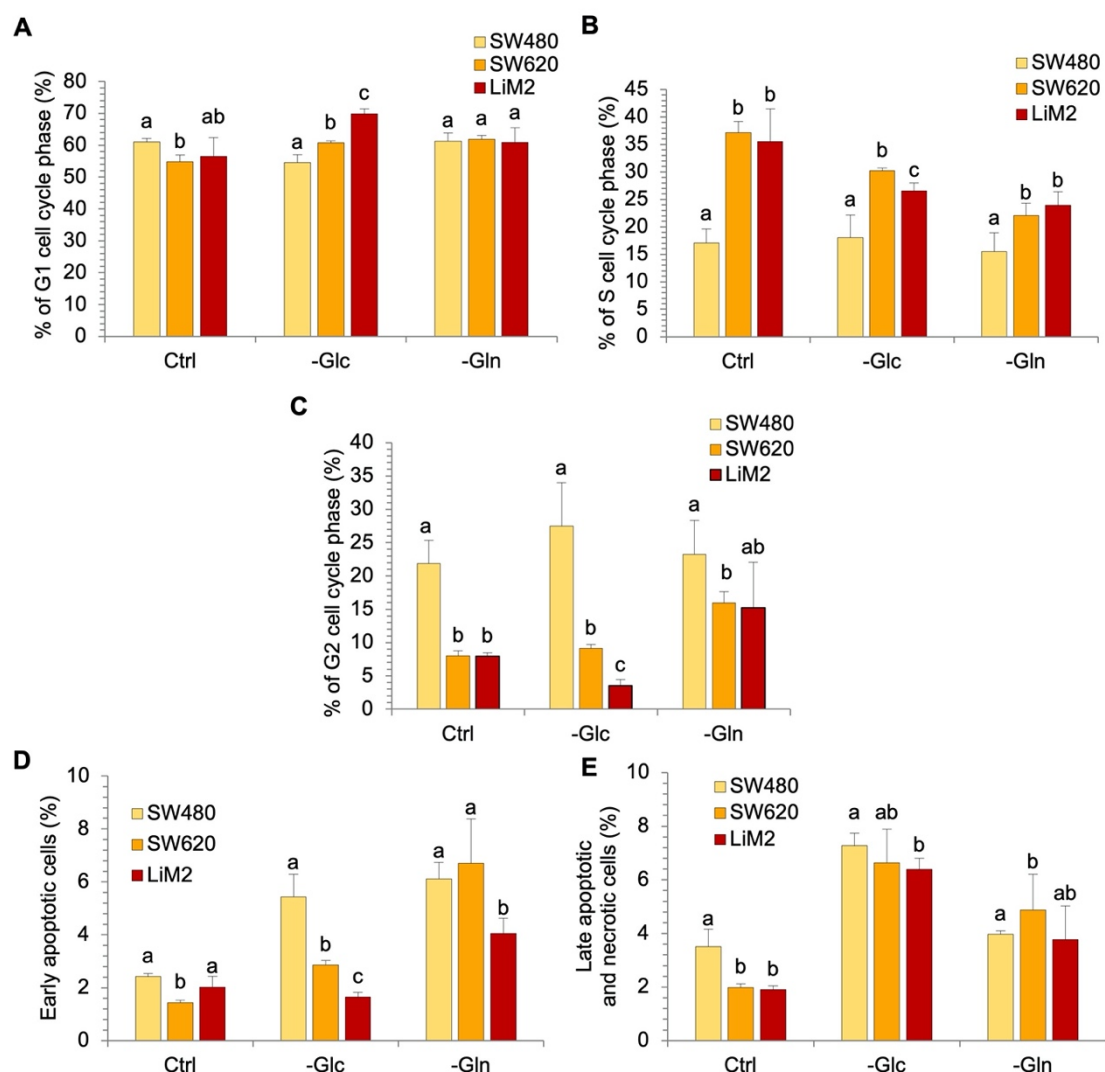 A
SW480
SW620
LiM2
% of G1 cell cycle phase (%)
80
70
60
50
40
30
20
10
0
a
b
ab
a
b
c
a
a
a
Ctrl
-Glc
-Gln
B
SW480
SW620
LiM2
% of S cell cycle phase (%)
45
40
35
30
25
20
15
10
5
0
a
b
b
a
b
c
a
b
b
Ctrl
-Glc
-Gln
C
SW480
SW620
LiM2
% of G2 cell cycle phase (%)
40
35
30
25
20
15
10
5
0
a
b
b
a
b
c
a
b
ab
Ctrl
-Glc
-Gln
D
SW480
SW620
LiM2
Early apoptotic cells (%)
10
8
6
4
2
0
a
b
a
a
b
c
a
a
b
Ctrl
-Glc
-Gln
E
SW480
SW620
LiM2
Late apoptotic
and necrotic cells (%)
10
8
6
4
2
0
a
b
b
a
ab
b
a
b
ab
Ctrl
-Glc
-Gln